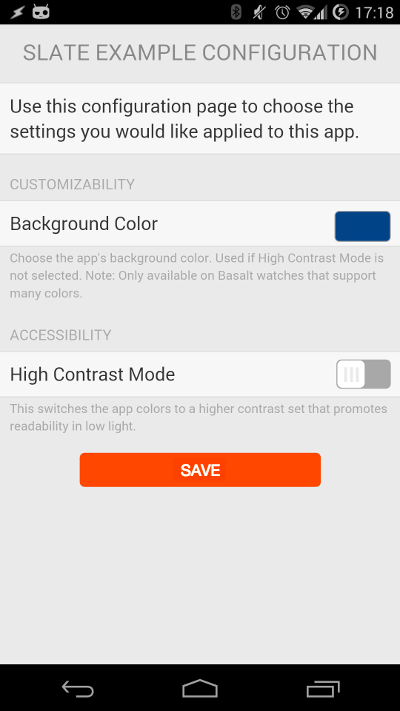 17:18
SLATE EXAMPLE CONFIGURATION
Use this configuration page to choose the
settings you would like applied to this app.
CUSTOMIZABILITY
Background Color
Choose the app's background color. Used if High Contrast Mode is
not selected. Note: Only available on Basalt watches that support
many colors.
ACCESSIBILITY
High Contrast Mode
This switches the app colors to a higher contrast set that promotes
readability in low light.
SAVE